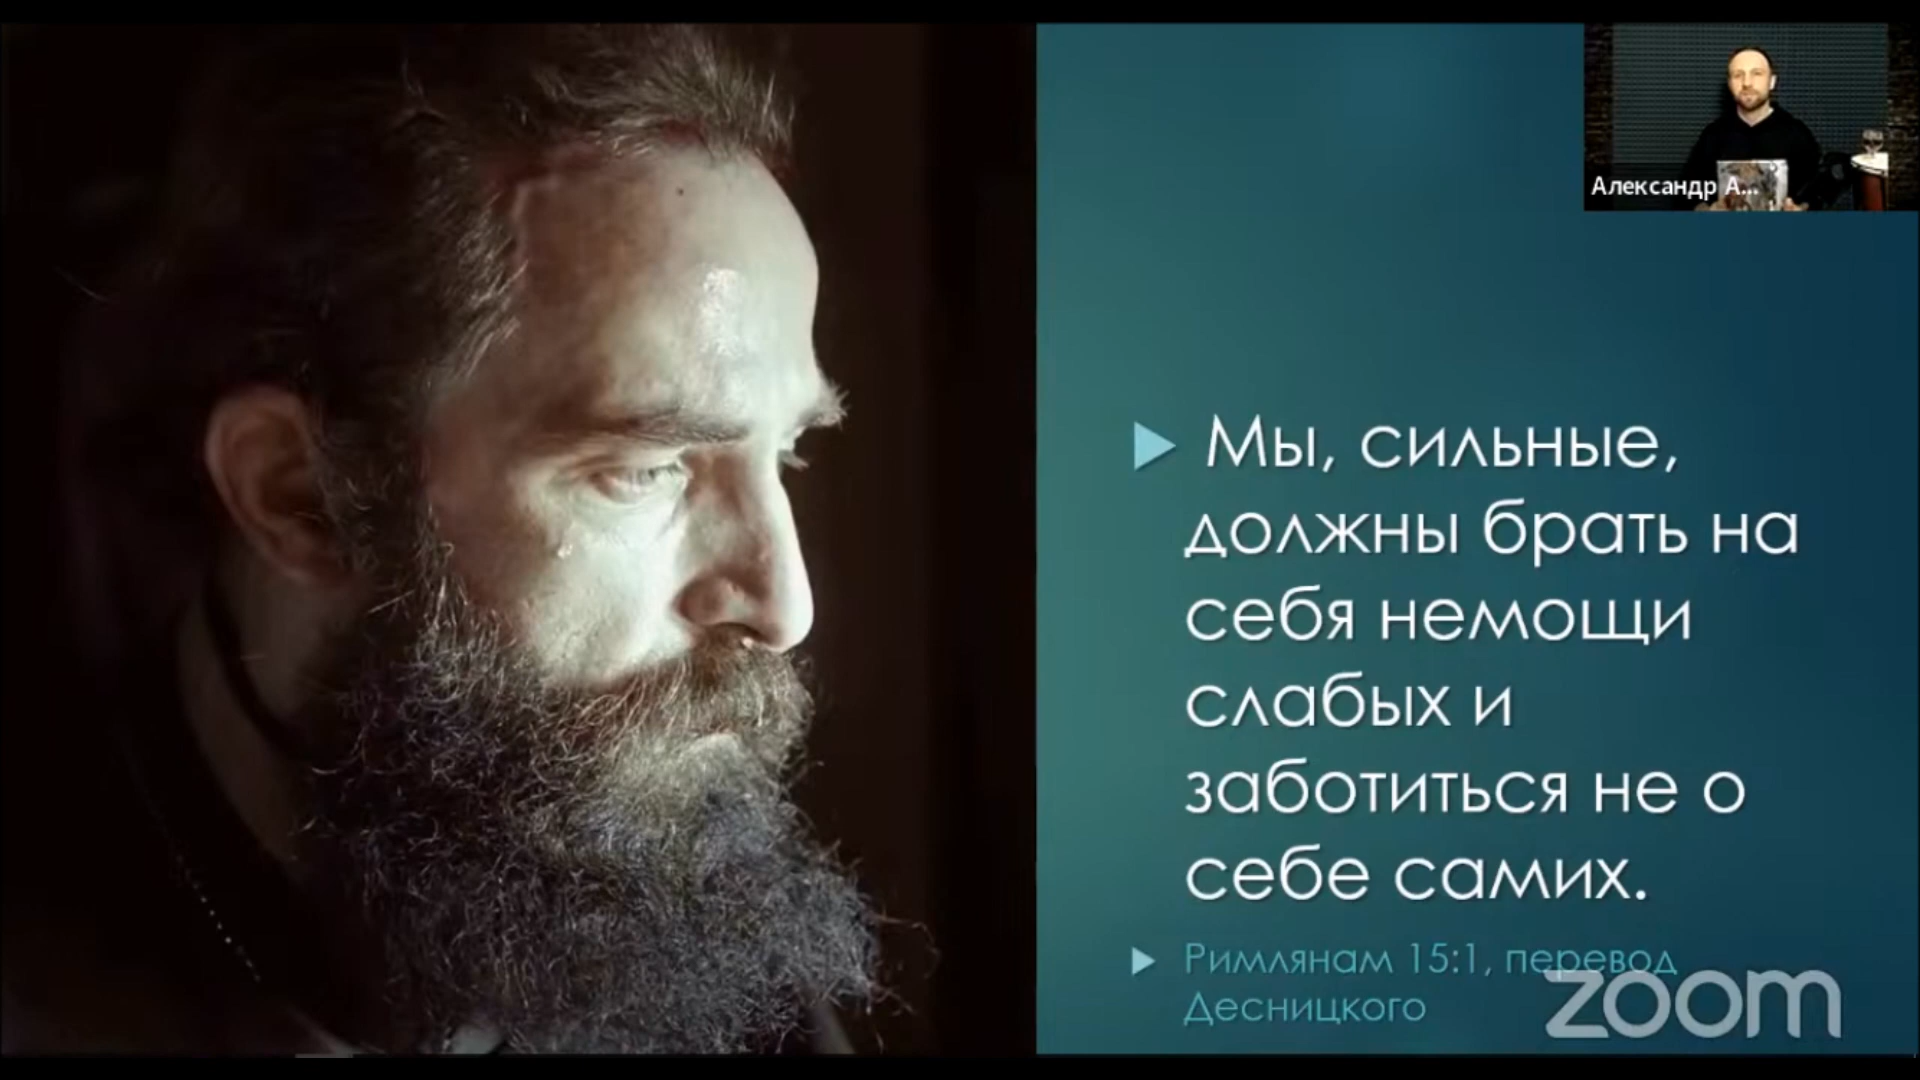 Александр А...
Мы, сильные,
должны брать на
себя немощи
слабых и
заботиться не о
себе самих.
Римлянам 15:1, перевод
Десницкого
zoom